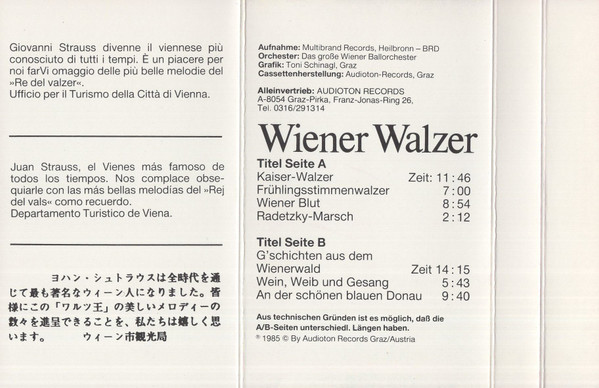 Giovanni Strauss divenne il viennese più
conosciuto di tutti i tempi. È un piacere per
noi farVi omaggio delle più belle melodie del
»Re del valzer«.
Ufficio per il Turismo della Città di Vienna.
Juan Strauss, el Vienes más famoso de
todos los tiempos. Nos complace obse-
quiarle con las más bellas melodías del »Rej
del vals« como recuerdo.
Departamento Turistico de Viena.
ヨハン・シュトラウスは全時代を通
じて最も著名なウィーン人になりました。皆
様にこの「ワルツ王」の美しいメロディーの
数々を進呈できることを、私たちは嬉しく思
います。 ウィーン市観光局
Aufnahme: Multibrand Records, Heilbronn – BRD
Orchester: Das große Wiener Ballorchester
Grafik: Toni Schinagl, Graz
Cassettenherstellung: Audioton-Records, Graz
Alleinvertrieb: AUDIOTON RECORDS
A-8054 Graz-Pirka, Franz-Jonas-Ring 26,
Tel. 0316/291314
Wiener Walzer
Titel Seite A
Kaiser-Walzer Zeit: 11:46
Frühlingsstimmenwalzer 7:00
Wiener Blut 8:54
Radetzky-Marsch 2:12
Titel Seite B
G'schichten aus dem
Wienerwald Zeit 14:15
Wein, Weib und Gesang 5:43
An der schönen blauen Donau 9:40
Aus technischen Gründen ist es möglich, daß die
A/B-Seiten unterschiedl. Längen haben.
℗ 1985 © By Audioton Records Graz/Austria